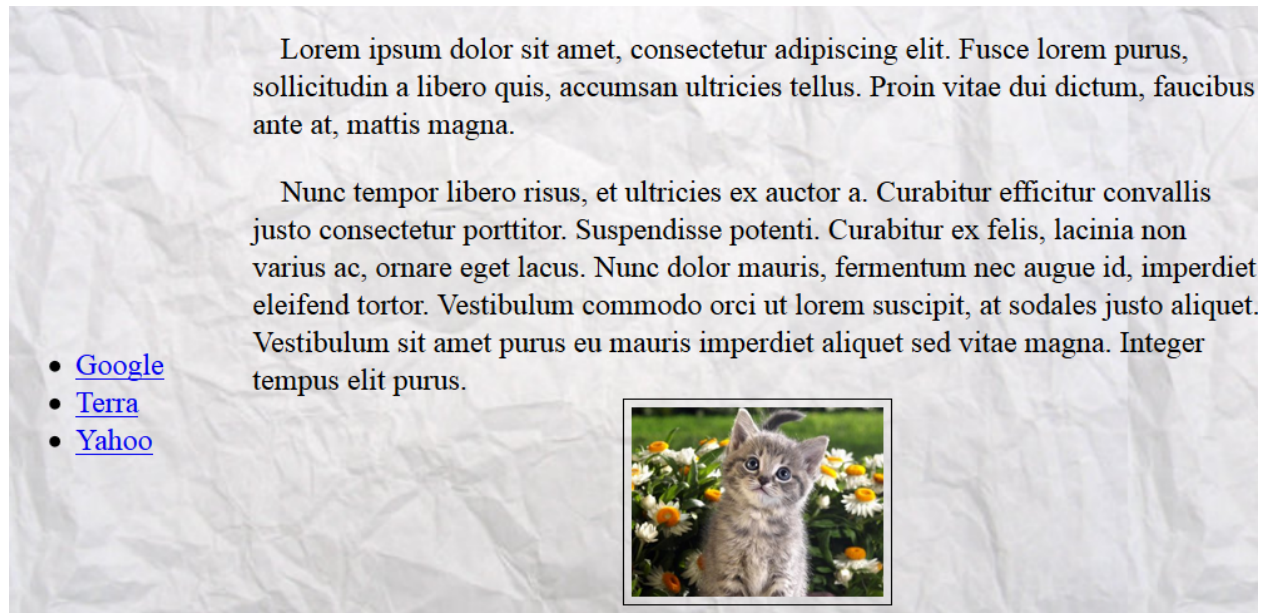 Lorem ipsum dolor sit amet, consectetur adipiscing elit. Fusce lorem purus,
sollicitudin a libero quis, accumsan ultricies tellus. Proin vitae dui dictum, faucibus
ante at, mattis magna.
Nunc tempor libero risus, et ultricies ex auctor a. Curabitur efficitur convallis
justo consectetur porttitor. Suspendisse potenti. Curabitur ex felis, lacinia non
varius ac, ornare eget lacus. Nunc dolor mauris, fermentum nec augue id, imperdiet
eleifend tortor. Vestibulum commodo orci ut lorem suscipit, at sodales justo aliquet.
Vestibulum sit amet purus eu mauris imperdiet aliquet sed vitae magna. Integer
tempus elit purus.
Google
Terra
Yahoo